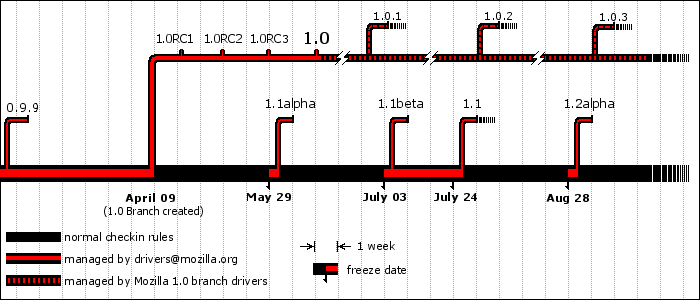 1.0.1
1.0.2
1.0.3
1.0RC1
1.0RC2
1.0RC3
1.0
0.9.9
1.1alpha
1.1beta
1.1
1.2alpha
April 09
May 29
July 03
July 24
Aug 28
(1.0 Branch created)
normal checkin rules
managed by drivers@mozilla.org
managed by Mozilla 1.0 branch drivers
1 week
freeze date